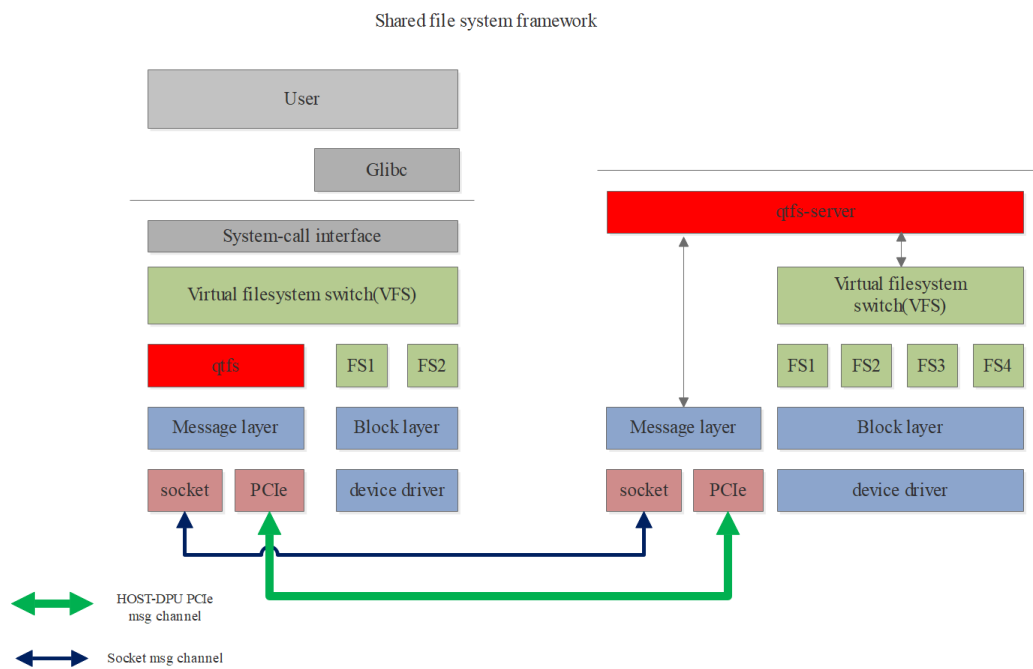 Shared file system framework
User
Glibc
System-call interface
Virtual filesystem switch(VFS)
qtfs
FS1
FS2
Message layer
Block layer
socket
PCIe
device driver
qtfs-server
Virtual filesystem
switch(VFS)
FS1
FS2
FS3
FS4
Message layer
Block layer
socket
PCIe
device driver
HOST-DPU PCIe
msg channel
Socket msg channel